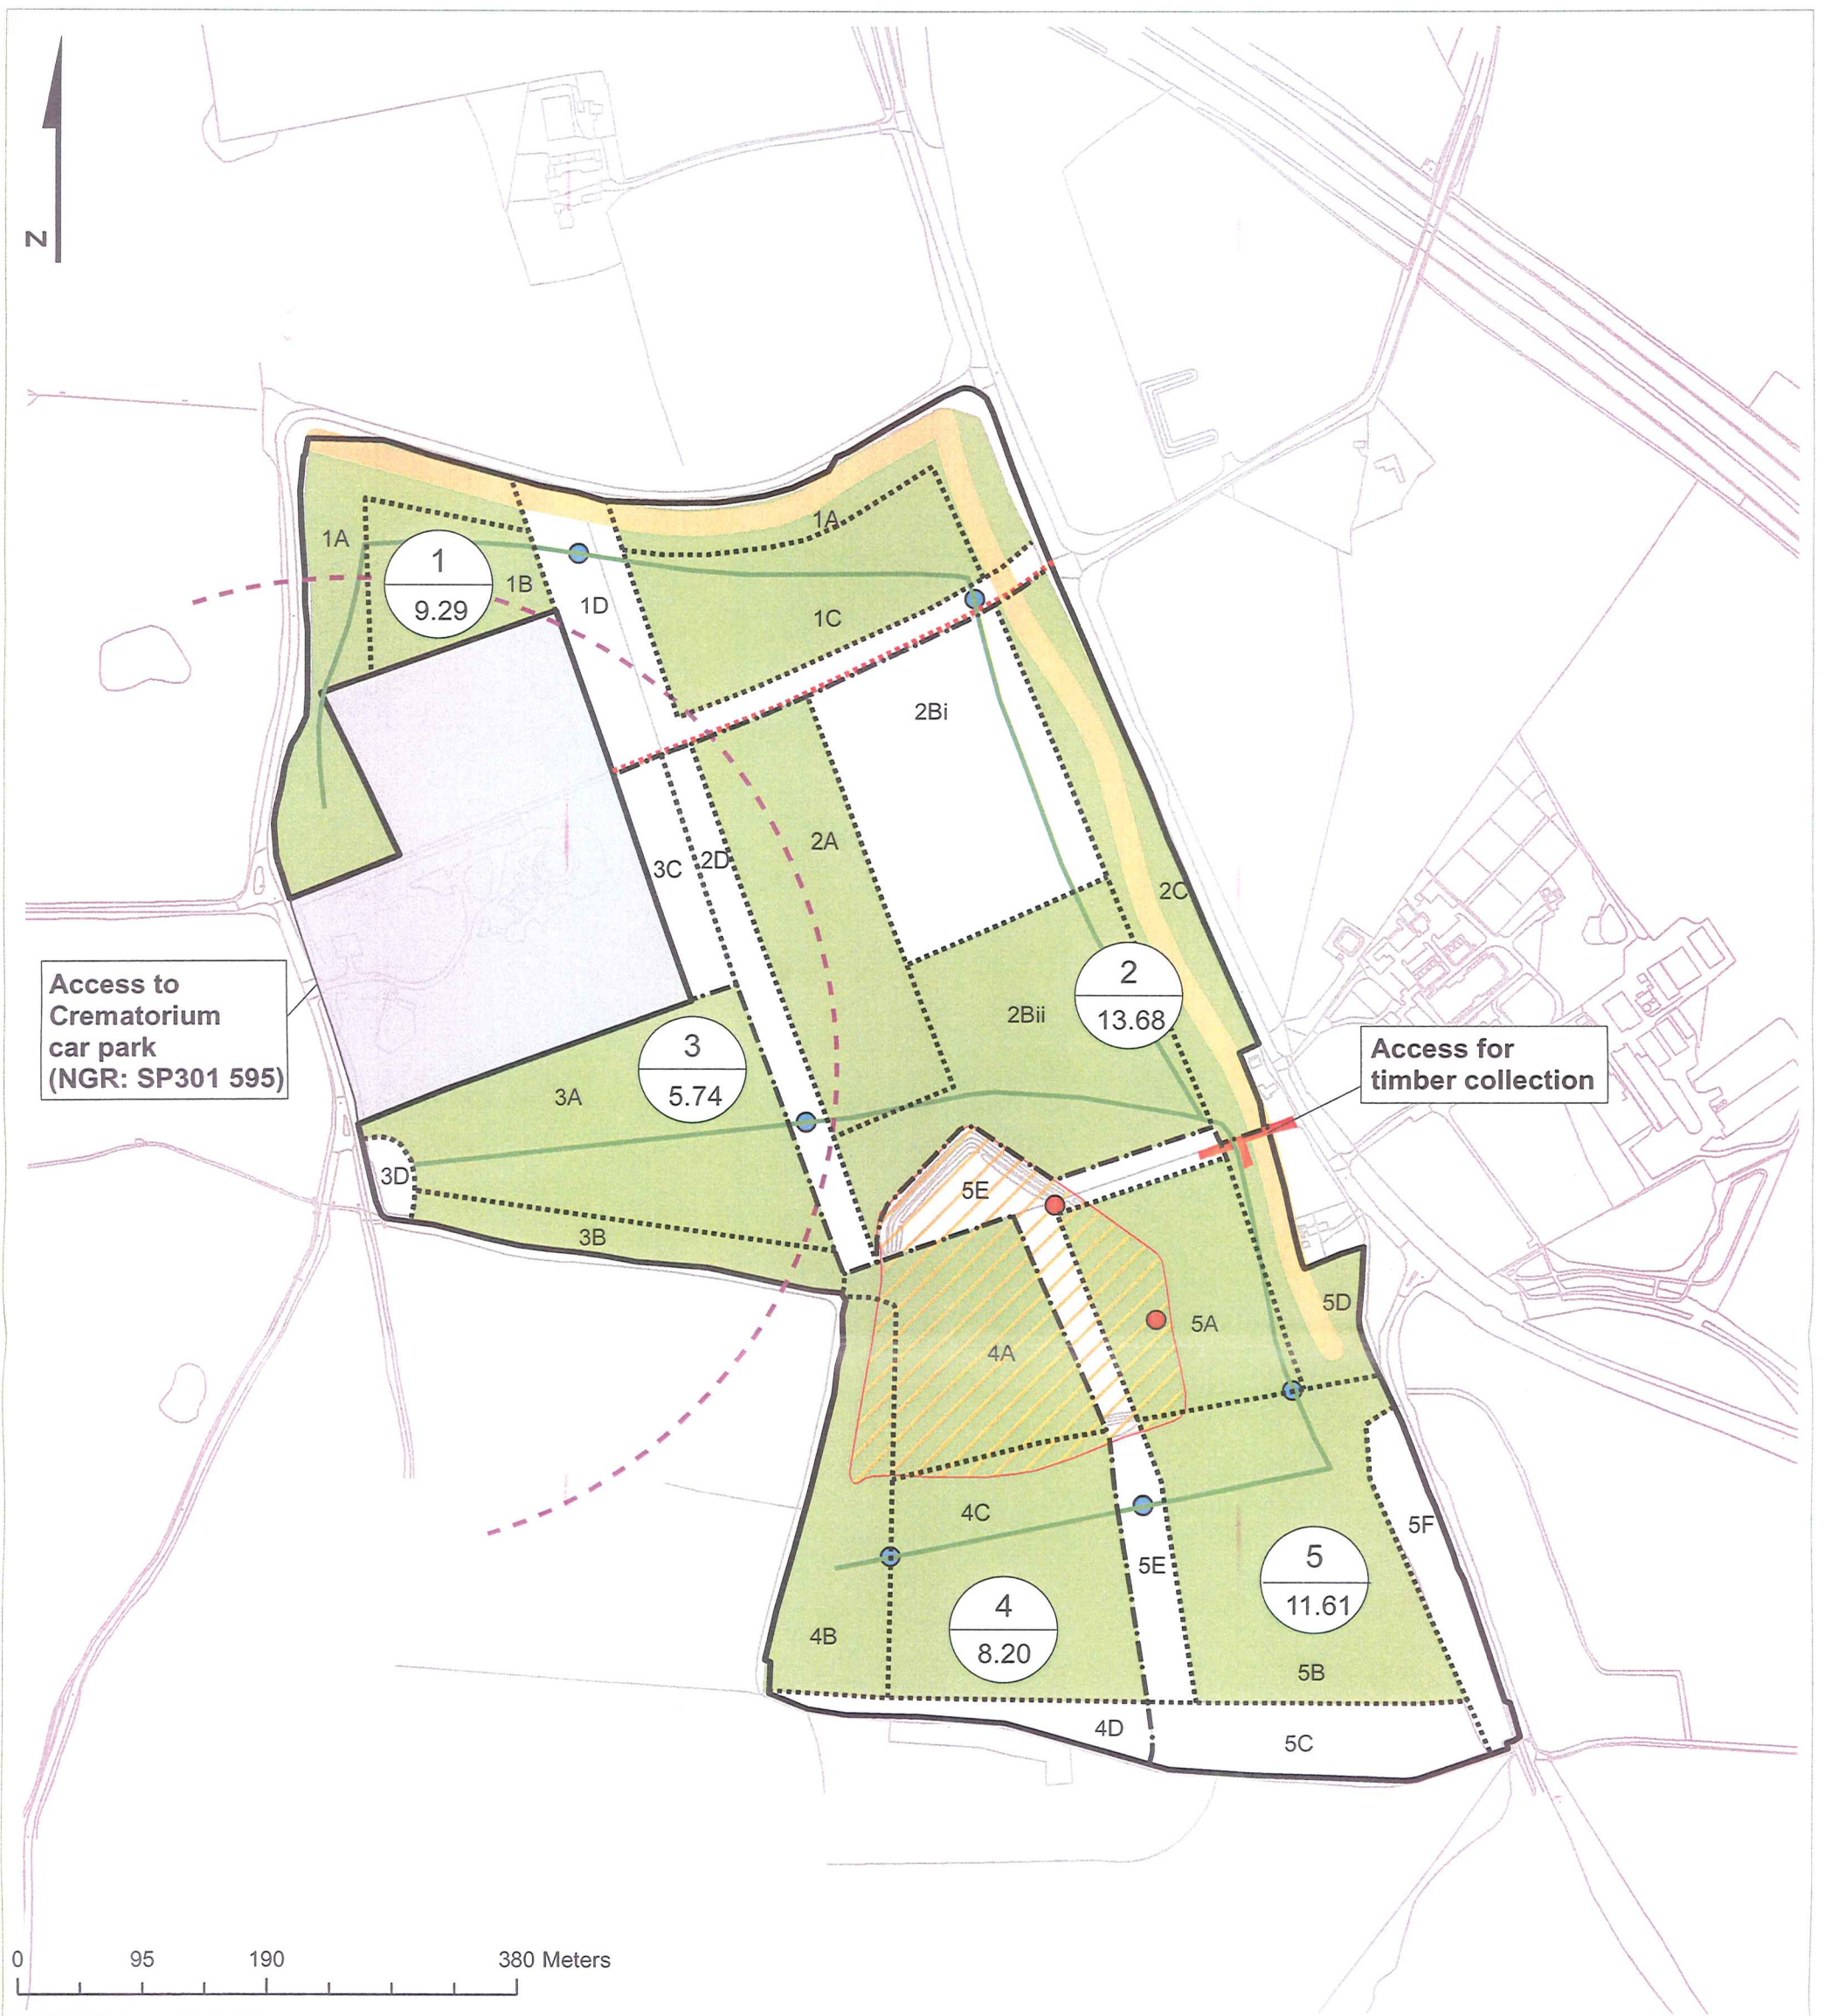 N
1A
1
9.29
1B
1D
1A
1C
2Bi
3C
2D
2A
2C
Access to
Crematorium
car park
(NGR: SP301 595)
2
13.68
2Bii
3
5.74
3A
Access for
timber collection
3D
3B
5E
5D
5A
4A
4C
5F
5E
5
11.61
4
8.20
4B
5B
4D
5C
0 95 190 380 Meters